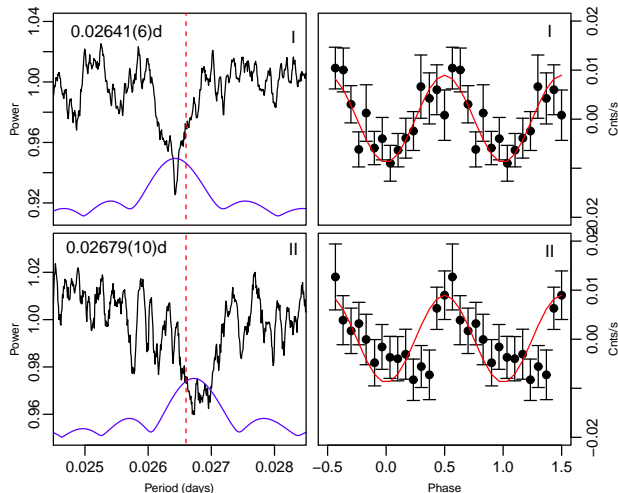 0.02641(6)d
I
I
Power
1.04
1.00
0.96
0.92
0.02
0.01
0.00
-0.02
Cnts/s
0.02679(10)d
II
II
Power
1.02
1.00
0.98
0.96
0.02
0.01
0.00
−0.02
Cnts/s
0.025
0.026
0.027
0.028
Period (days)
−0.5
0.0
0.5
1.0
1.5
Phase